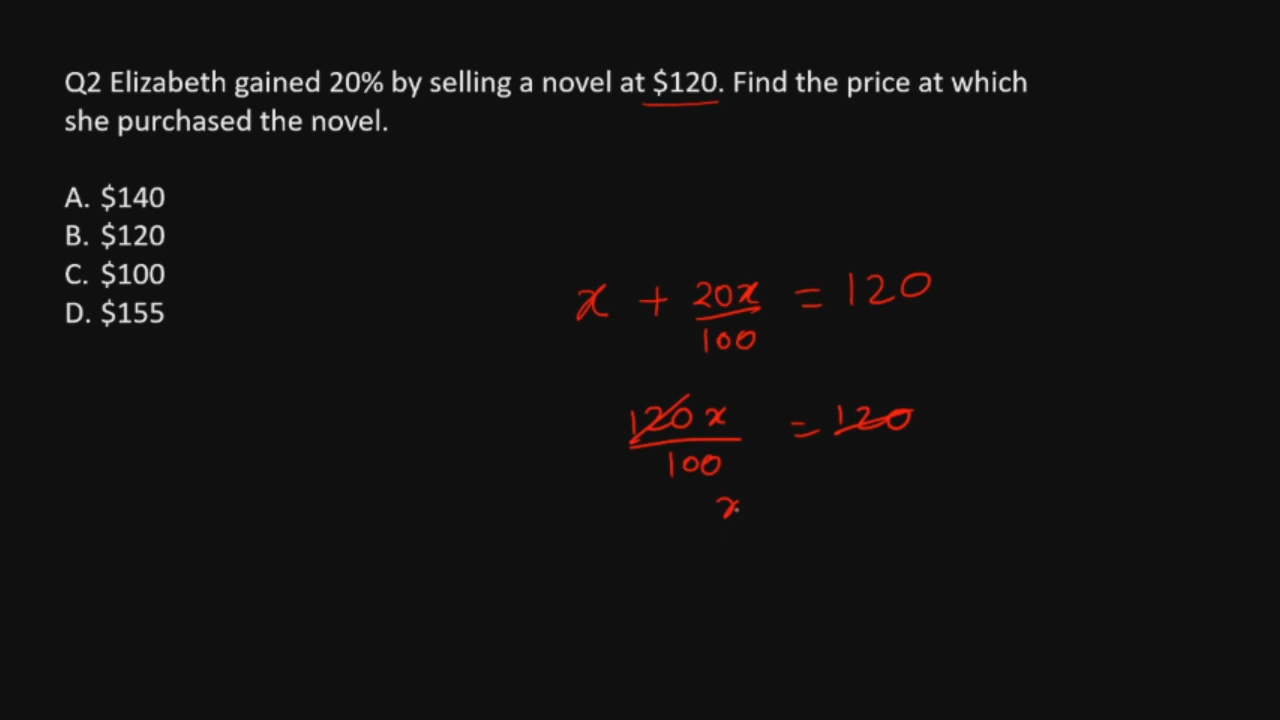 Q2 Elizabeth gained 20% by selling a novel at $120. Find the price at which
she purchased the novel.
A. $140
B. $120
C. $100
D. $155
x + 20x/100 = 120
120x/100 = 120
x